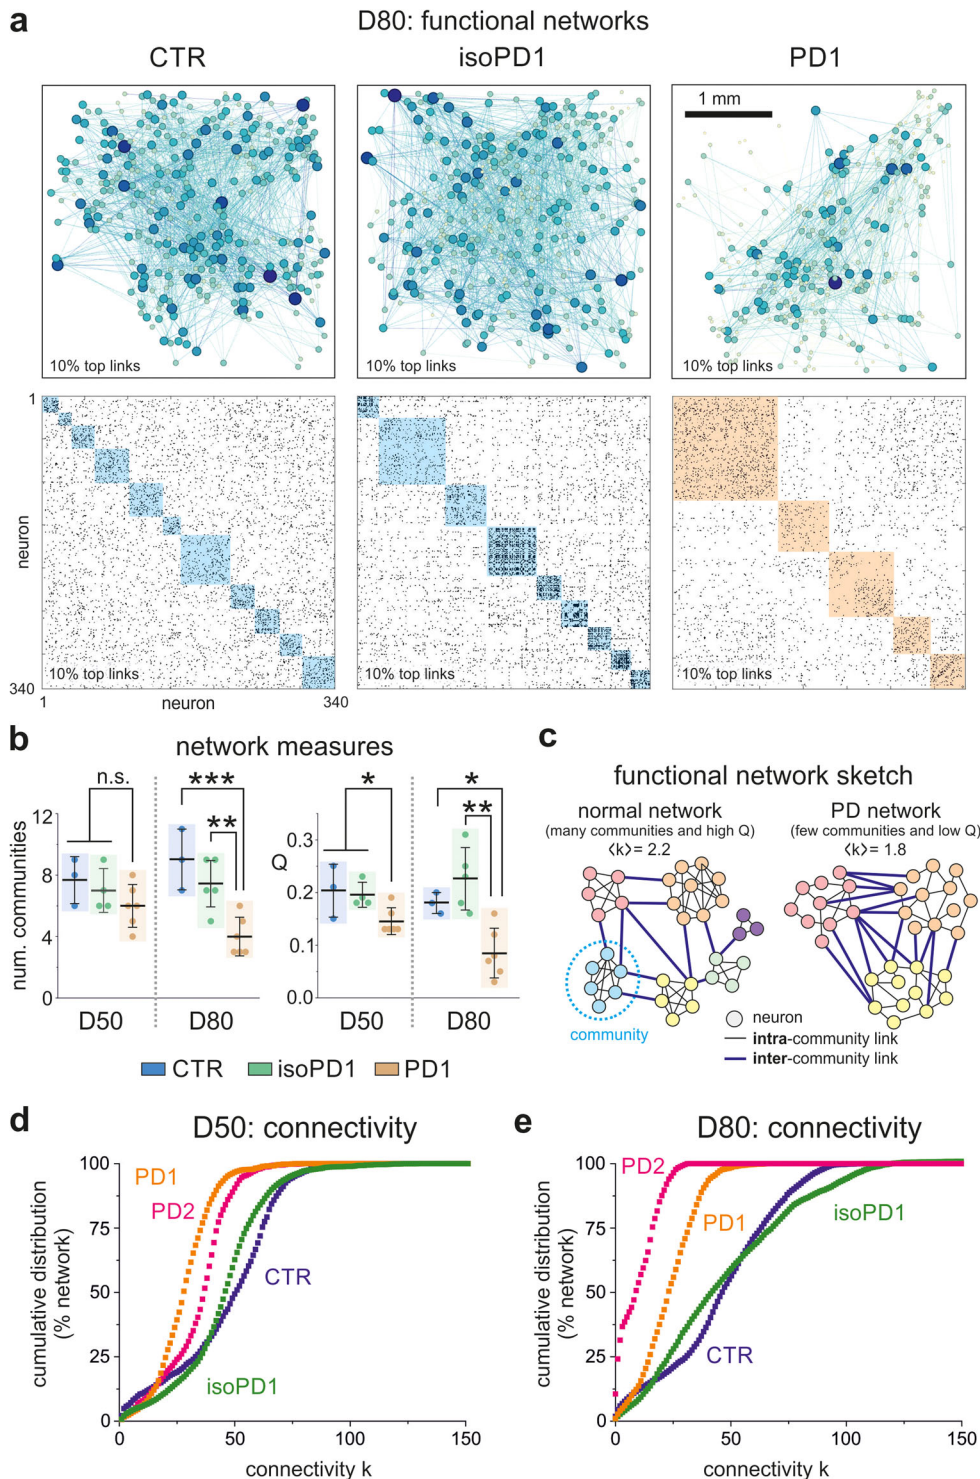 a
D80: functional networks
CTR
isoPD1
PD1
1 mm
10% top links
10% top links
10% top links
1
neuron
340
10% top links
10% top links
10% top links
1
neuron
340
b
network measures
n.s.
***
**
*
*
**
12
8
4
0
num. communities
0.3
Q
0.2
0.1
0.0
D50
D80
D50
D80
CTR
isoPD1
PD1
c
functional network sketch
normal network
(many communities and high Q)
⟨k⟩ = 2.2
PD network
(few communities and low Q)
⟨k⟩ = 1.8
community
neuron
intra-community link
inter-community link
d
D50: connectivity
100
75
50
25
0
cumulative distribution
(% network)
PD1
PD2
CTR
isoPD1
0
50
100
150
connectivity k
e
D80: connectivity
100
75
50
25
0
cumulative distribution
(% network)
PD2
PD1
isoPD1
CTR
0
50
100
150
connectivity k